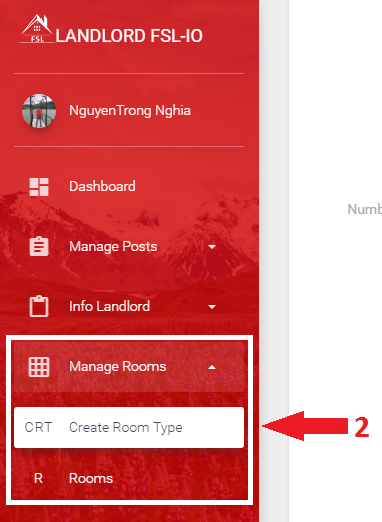 FSL
LANDLORD FSL-IO
NguyenTrong Nghia
Dashboard
Manage Posts
Info Landlord
Manage Rooms
CRT Create Room Type
R Rooms
2
Numb